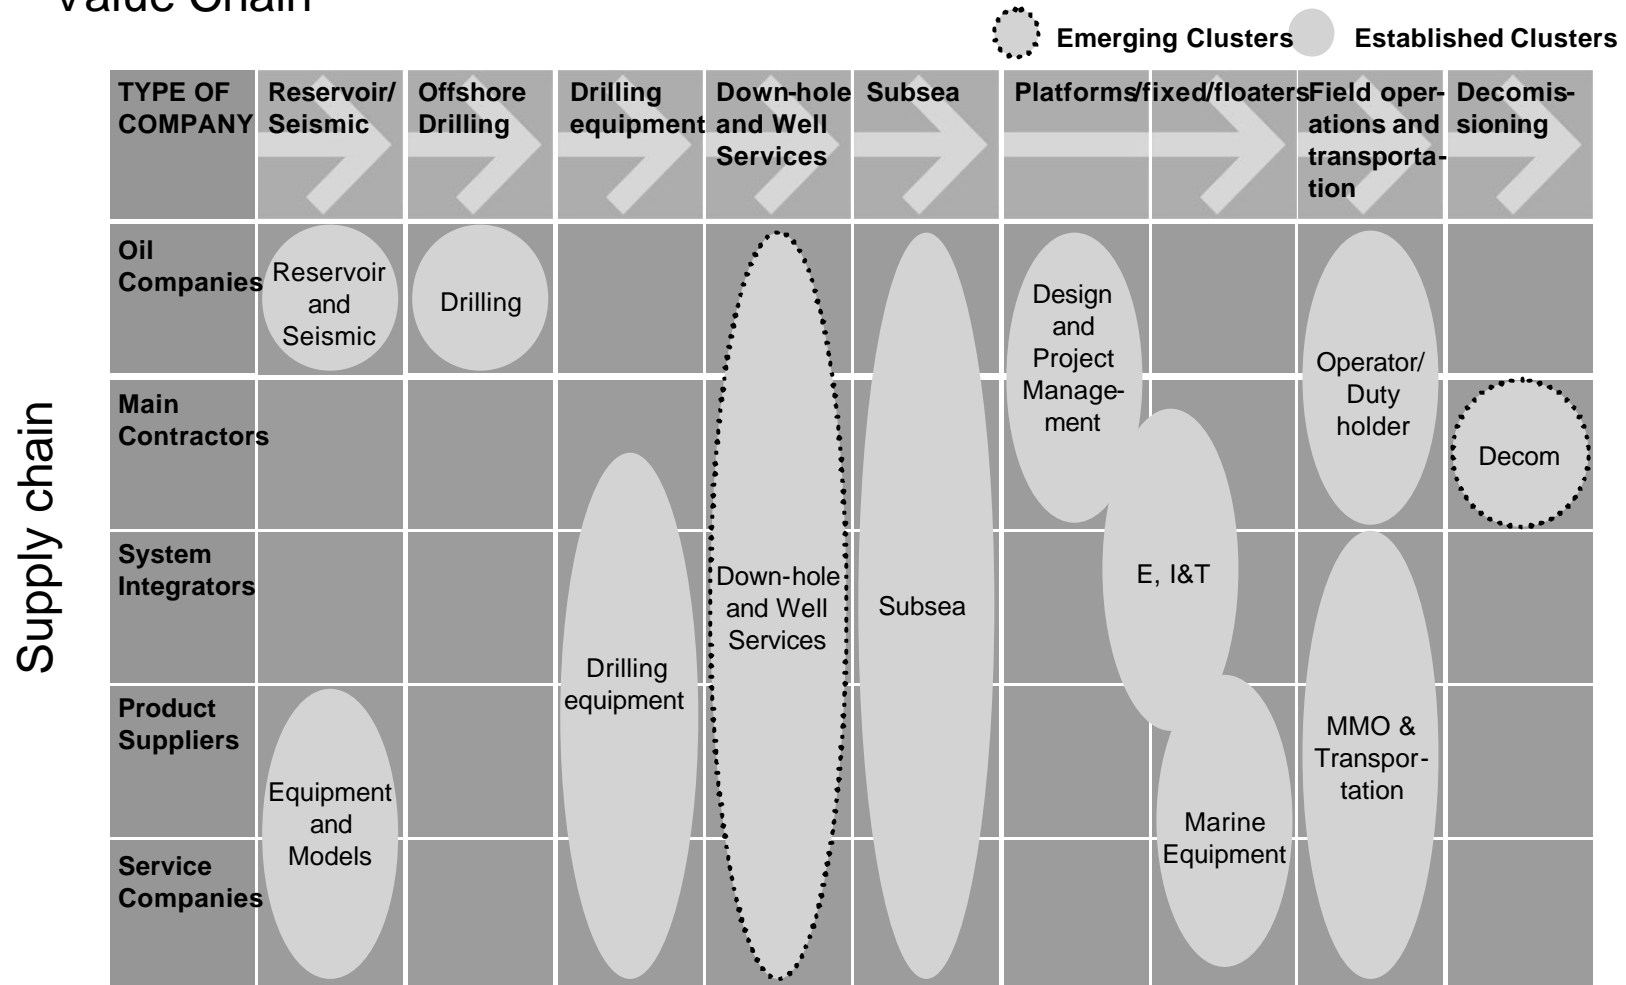 Value Chain
Emerging Clusters
Established Clusters
TYPE OF
COMPANY
Reservoir/
Seismic
Offshore
Drilling
Drilling
equipment
Down-hole
and Well
Services
Subsea
Platforms/fixed/floaters
Field oper-
ations and
transporta-
tion
Decomis-
sioning
Supply chain
Oil
Companies
Reservoir
and
Seismic
Drilling
Design
and
Project
Manage-
ment
Operator/
Duty
holder
Main
Contractors
Decom
System
Integrators
Down-hole
and Well
Services
Subsea
E, I&T
Drilling
equipment
Product
Suppliers
MMO &
Transpor-
tation
Equipment
and
Models
Marine
Equipment
Service
Companies